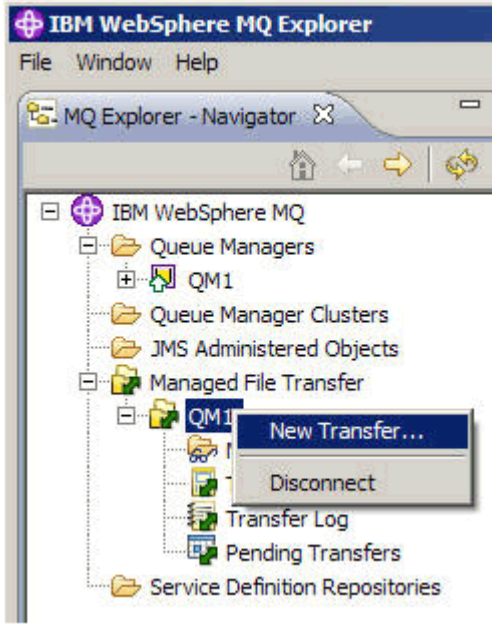 IBM WebSphere MQ Explorer
File Window Help
MQ Explorer - Navigator
IBM WebSphere MQ
Queue Managers
QM1
Queue Manager Clusters
JMS Administered Objects
Managed File Transfer
QM1
New Transfer...
Disconnect
Transfer Log
Pending Transfers
Service Definition Repositories